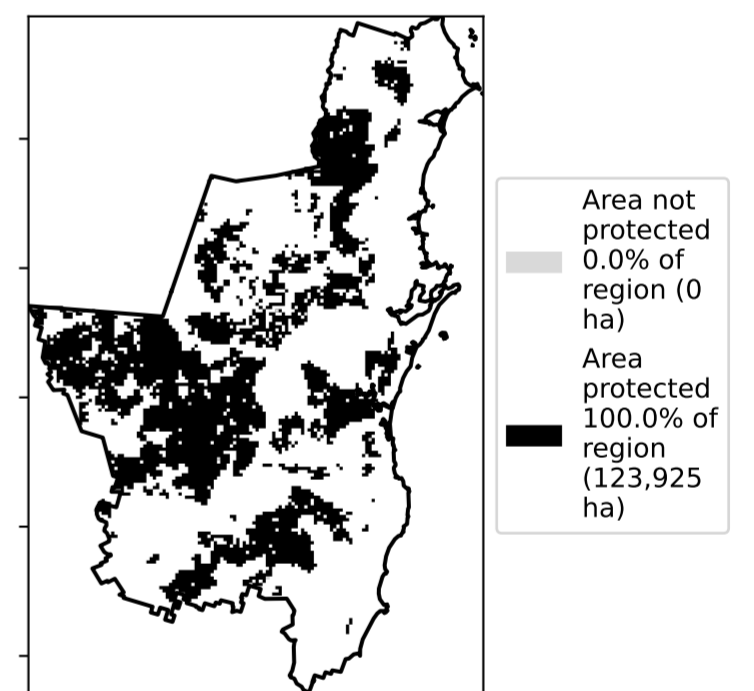 Area not
protected
0.0% of
region (0
ha)
Area
protected
100.0% of
region
(123,925
ha)